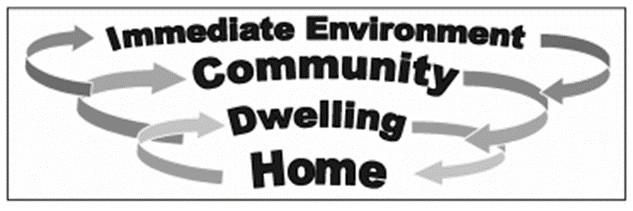 Immediate Environment
Community
Dwelling
Home